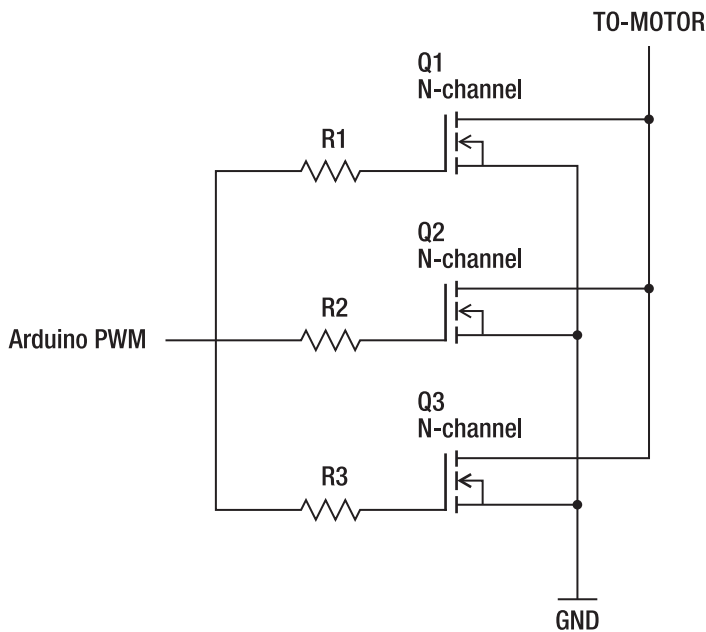 TO-MOTOR
Q1
N-channel
R1
Q2
N-channel
R2
Arduino PWM
Q3
N-channel
R3
GND